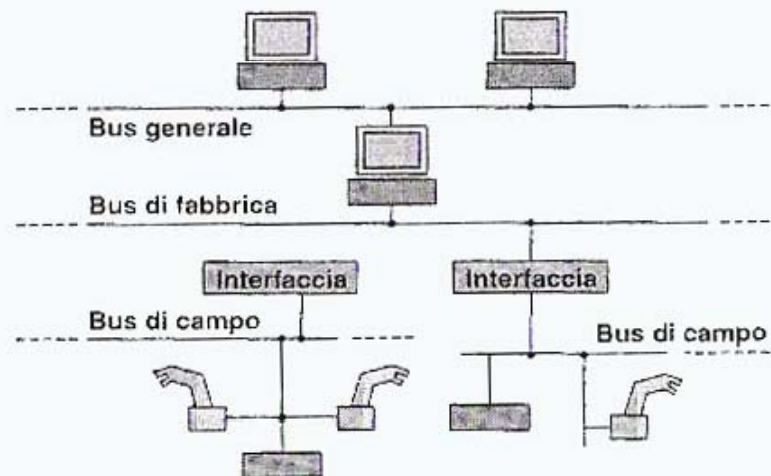 Bus generale
Bus di fabbrica
Interfaccia
Interfaccia
Bus di campo
Bus di campo